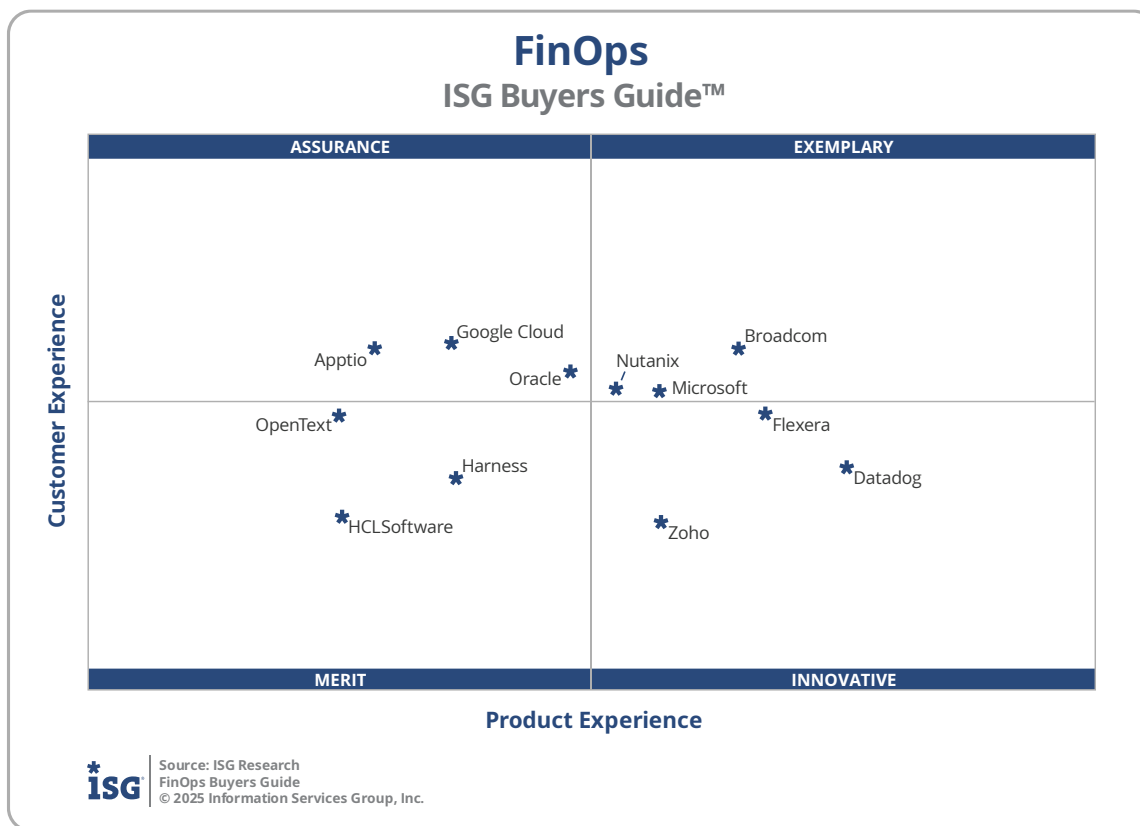 FinOps
ISG Buyers Guide™
ASSURANCE
EXEMPLARY
Customer Experience
Google Cloud
Broadcom
Apptio
Nutanix
Oracle
Microsoft
OpenText
Flexera
Harness
Datadog
HCLSoftware
Zoho
MERIT
INNOVATIVE
Product Experience
ISG
Source: ISG Research
FinOps Buyers Guide
© 2025 Information Services Group, Inc.